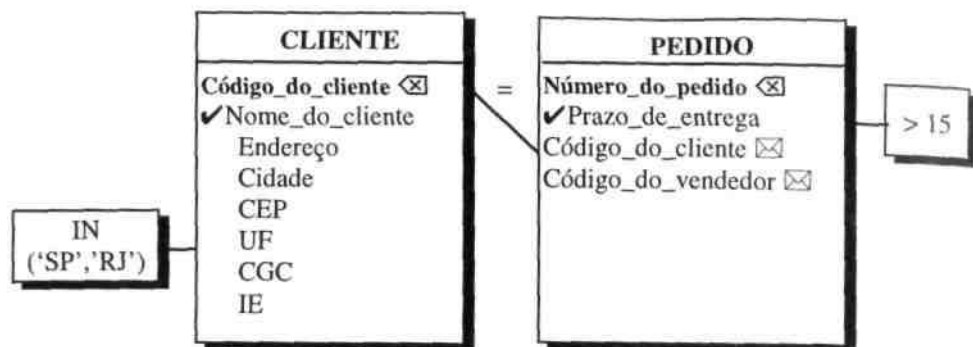 CLIENTE
Código_do_cliente ⌫
✔Nome_do_cliente
Endereço
Cidade
CEP
UF
CGC
IE
IN
('SP','RJ')
=
PEDIDO
Número_do_pedido ⌫
✔Prazo_de_entrega
Código_do_cliente ✉
Código_do_vendedor ✉
> 15